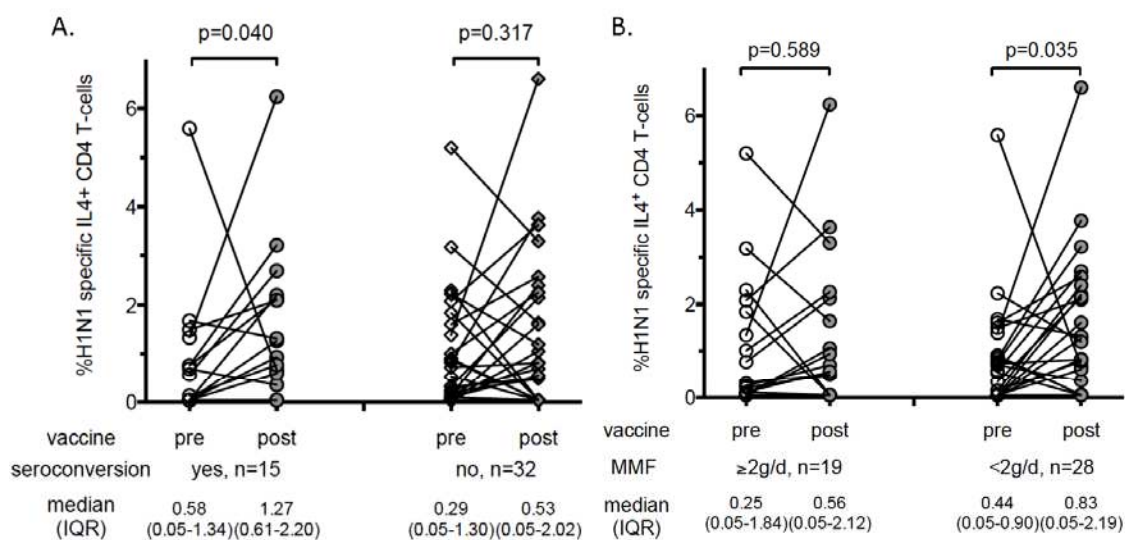 A.
p=0.040 p=0.317
%H1N1 specific IL4+ CD4 T-cells
6
4
2
0
vaccine pre post pre post
seroconversion yes, n=15 no, n=32
median 0.58 1.27 0.29 0.53
(IQR) (0.05-1.34)(0.61-2.20) (0.05-1.30)(0.05-2.02)
B.
p=0.589 p=0.035
%H1N1 specific IL4⁺ CD4 T-cells
6
4
2
0
vaccine pre post pre post
MMF ≥2g/d, n=19 <2g/d, n=28
median 0.25 0.56 0.44 0.83
(IQR) (0.05-1.84)(0.05-2.12) (0.05-0.90)(0.05-2.19)